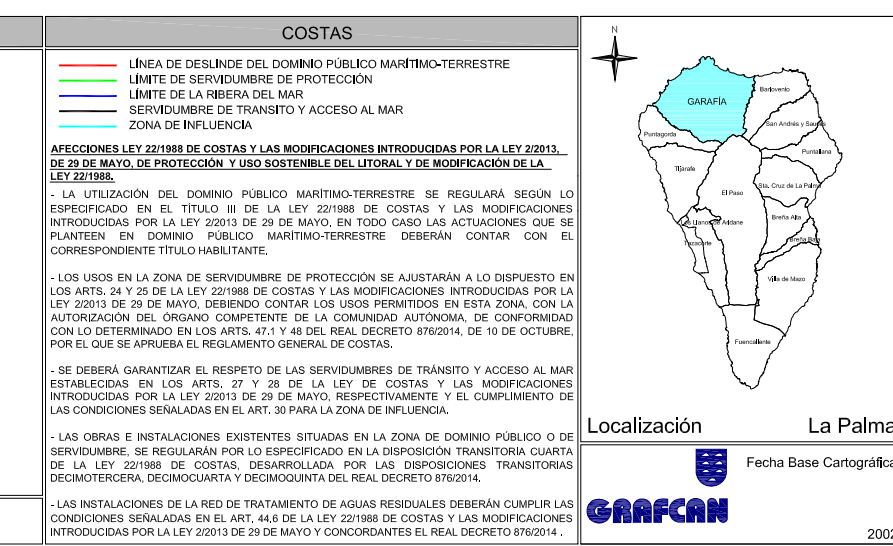 COSTAS
LÍNEA DE DESLINDE DEL DOMINIO PÚBLICO MARÍTIMO-TERRESTRE
LÍMITE DE SERVIDUMBRE DE PROTECCIÓN
LÍMITE DE LA RIBERA DEL MAR
SERVIDUMBRE DE TRANSITO Y ACCESO AL MAR
ZONA DE INFLUENCIA
AFECCIONES LEY 22/1988 DE COSTAS Y LAS MODIFICACIONES INTRODUCIDAS POR LA LEY 2/2013,
DE 29 DE MAYO, DE PROTECCIÓN Y USO SOSTENIBLE DEL LITORAL Y DE MODIFICACIÓN DE LA
LEY 22/1988.
- LA UTILIZACIÓN DEL DOMINIO PÚBLICO MARÍTIMO-TERRESTRE SE REGULARÁ SEGÚN LO
ESPECIFICADO EN EL TÍTULO III DE LA LEY 22/1988 DE COSTAS Y LAS MODIFICACIONES
INTRODUCIDAS POR LA LEY 2/2013 DE 29 DE MAYO, EN TODO CASO LAS ACTUACIONES QUE SE
PLANTEEN EN DOMINIO PÚBLICO MARÍTIMO-TERRESTRE DEBERÁN CONTAR CON EL
CORRESPONDIENTE TÍTULO HABILITANTE.
- LOS USOS EN LA ZONA DE SERVIDUMBRE DE PROTECCIÓN SE AJUSTARÁN A LO DISPUESTO EN
LOS ARTS. 24 Y 25 DE LA LEY 22/1988 DE COSTAS Y LAS MODIFICACIONES INTRODUCIDAS POR LA
LEY 2/2013 DE 29 DE MAYO, DEBIENDO CONTAR LOS USOS PERMITIDOS EN ESTA ZONA, CON LA
AUTORIZACIÓN DEL ÓRGANO COMPETENTE DE LA COMUNIDAD AUTÓNOMA, DE CONFORMIDAD
CON LO DETERMINADO EN LOS ARTS. 47.1 Y 48 DEL REAL DECRETO 876/2014, DE 10 DE OCTUBRE,
POR EL QUE SE APRUEBA EL REGLAMENTO GENERAL DE COSTAS.
- SE DEBERÁ GARANTIZAR EL RESPETO DE LAS SERVIDUMBRES DE TRÁNSITO Y ACCESO AL MAR
ESTABLECIDAS EN LOS ARTS. 27 Y 28 DE LA LEY DE COSTAS Y LAS MODIFICACIONES
INTRODUCIDAS POR LA LEY 2/2013 DE 29 DE MAYO, RESPECTIVAMENTE Y EL CUMPLIMIENTO DE
LAS CONDICIONES SEÑALADAS EN EL ART. 30 PARA LA ZONA DE INFLUENCIA.
- LAS OBRAS E INSTALACIONES EXISTENTES SITUADAS EN LA ZONA DE DOMINIO PÚBLICO O DE
SERVIDUMBRE, SE REGULARÁN POR LO ESPECIFICADO EN LA DISPOSICIÓN TRANSITORIA CUARTA
DE LA LEY 22/1988 DE COSTAS, DESARROLLADA POR LAS DISPOSICIONES TRANSITORIAS
DECIMOTERCERA, DECIMOCUARTA Y DECIMOQUINTA DEL REAL DECRETO 876/2014.
- LAS INSTALACIONES DE LA RED DE TRATAMIENTO DE AGUAS RESIDUALES DEBERÁN CUMPLIR LAS
CONDICIONES SEÑALADAS EN EL ART, 44,6 DE LA LEY 22/1988 DE COSTAS Y LAS MODIFICACIONES
INTRODUCIDAS POR LA LEY 2/2013 DE 29 DE MAYO Y CONCORDANTES EL REAL DECRETO 876/2014 .
N
GARAFÍA
Barlovento
San Andrés y Sauces
Puntagorda
Puntallana
Tijarafe
El Paso
Sta. Cruz de La Palma
Los Llanos de Aridane
Breña Alta
Tazacorte
Breña Baja
Villa de Mazo
Fuencaliente
Localización La Palma
Fecha Base Cartográfica
GRAFCAN
2002